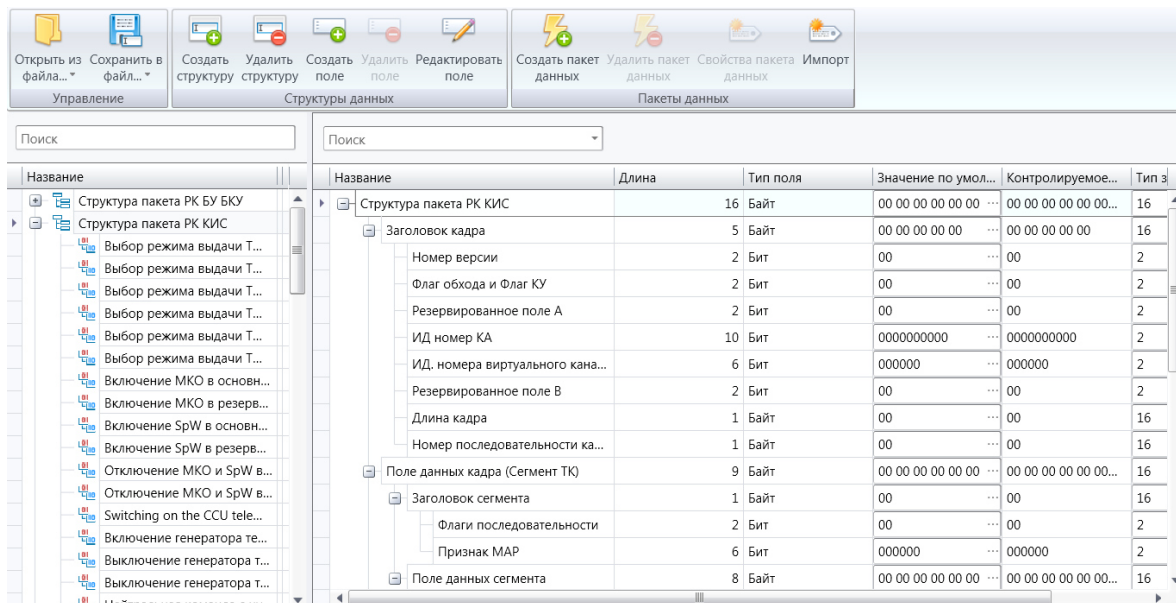 Открыть из файла...
Сохранить в файл...
Создать структуру
Удалить структуру
Создать поле
Удалить поле
Редактировать поле
Создать пакет данных
Удалить пакет данных
Свойства пакета данных
Импорт
Управление
Структуры данных
Пакеты данных
Поиск
Название
Структура пакета РК БУ БКУ
Структура пакета РК КИС
Выбор режима выдачи Т...
Выбор режима выдачи Т...
Выбор режима выдачи Т...
Выбор режима выдачи Т...
Выбор режима выдачи Т...
Выбор режима выдачи Т...
Включение МКО в основн...
Включение МКО в резерв...
Включение SpW в основн...
Включение SpW в резерв...
Отключение МКО и SpW в...
Отключение МКО и SpW в...
Switching on the CCU tele...
Включение генератора те...
Выключение генератора т...
Выключение генератора т...
Поиск
Название Длина Тип поля Значение по умол... Контролируемое... Тип з
Структура пакета РК КИС 16 Байт 00 00 00 00 00 00 ... 00 00 00 00 00 00... 16
Заголовок кадра 5 Байт 00 00 00 00 00 ... 00 00 00 00 00 16
Номер версии 2 Бит 00 ... 00 2
Флаг обхода и Флаг КУ 2 Бит 00 ... 00 2
Резервированное поле А 2 Бит 00 ... 00 2
ИД номер КА 10 Бит 0000000000 ... 0000000000 2
ИД. номера виртуального кана... 6 Бит 000000 ... 000000 2
Резервированное поле В 2 Бит 00 ... 00 2
Длина кадра 1 Байт 00 ... 00 16
Номер последовательности ка... 1 Байт 00 ... 00 16
Поле данных кадра (Сегмент ТК) 9 Байт 00 00 00 00 00 00 ... 00 00 00 00 00 00... 16
Заголовок сегмента 1 Байт 00 ... 00 16
Флаги последовательности 2 Бит 00 ... 00 2
Признак МАР 6 Бит 000000 ... 000000 2
Поле данных сегмента 8 Байт 00 00 00 00 00 00 ... 00 00 00 00 00 00... 16